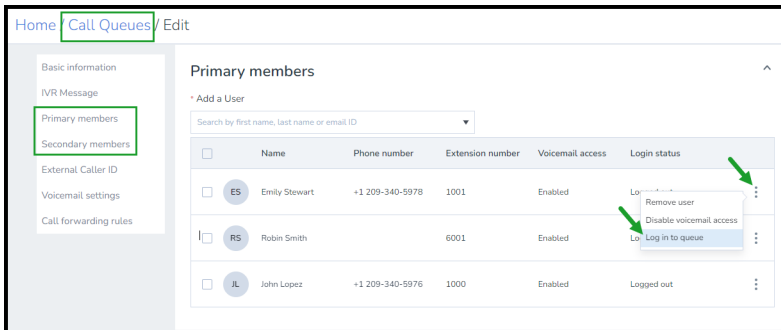 Home / Call Queues / Edit
Basic information
IVR Message
Primary members
Secondary members
External Caller ID
Voicemail settings
Call forwarding rules
Primary members
* Add a User
Search by first name, last name or email ID
Name Phone number Extension number Voicemail access Login status
ES Emily Stewart +1 209-340-5978 1001 Enabled
Remove user
Disable voicemail access
Log in to queue
RS Robin Smith 6001 Enabled
JL John Lopez +1 209-340-5976 1000 Enabled Logged out